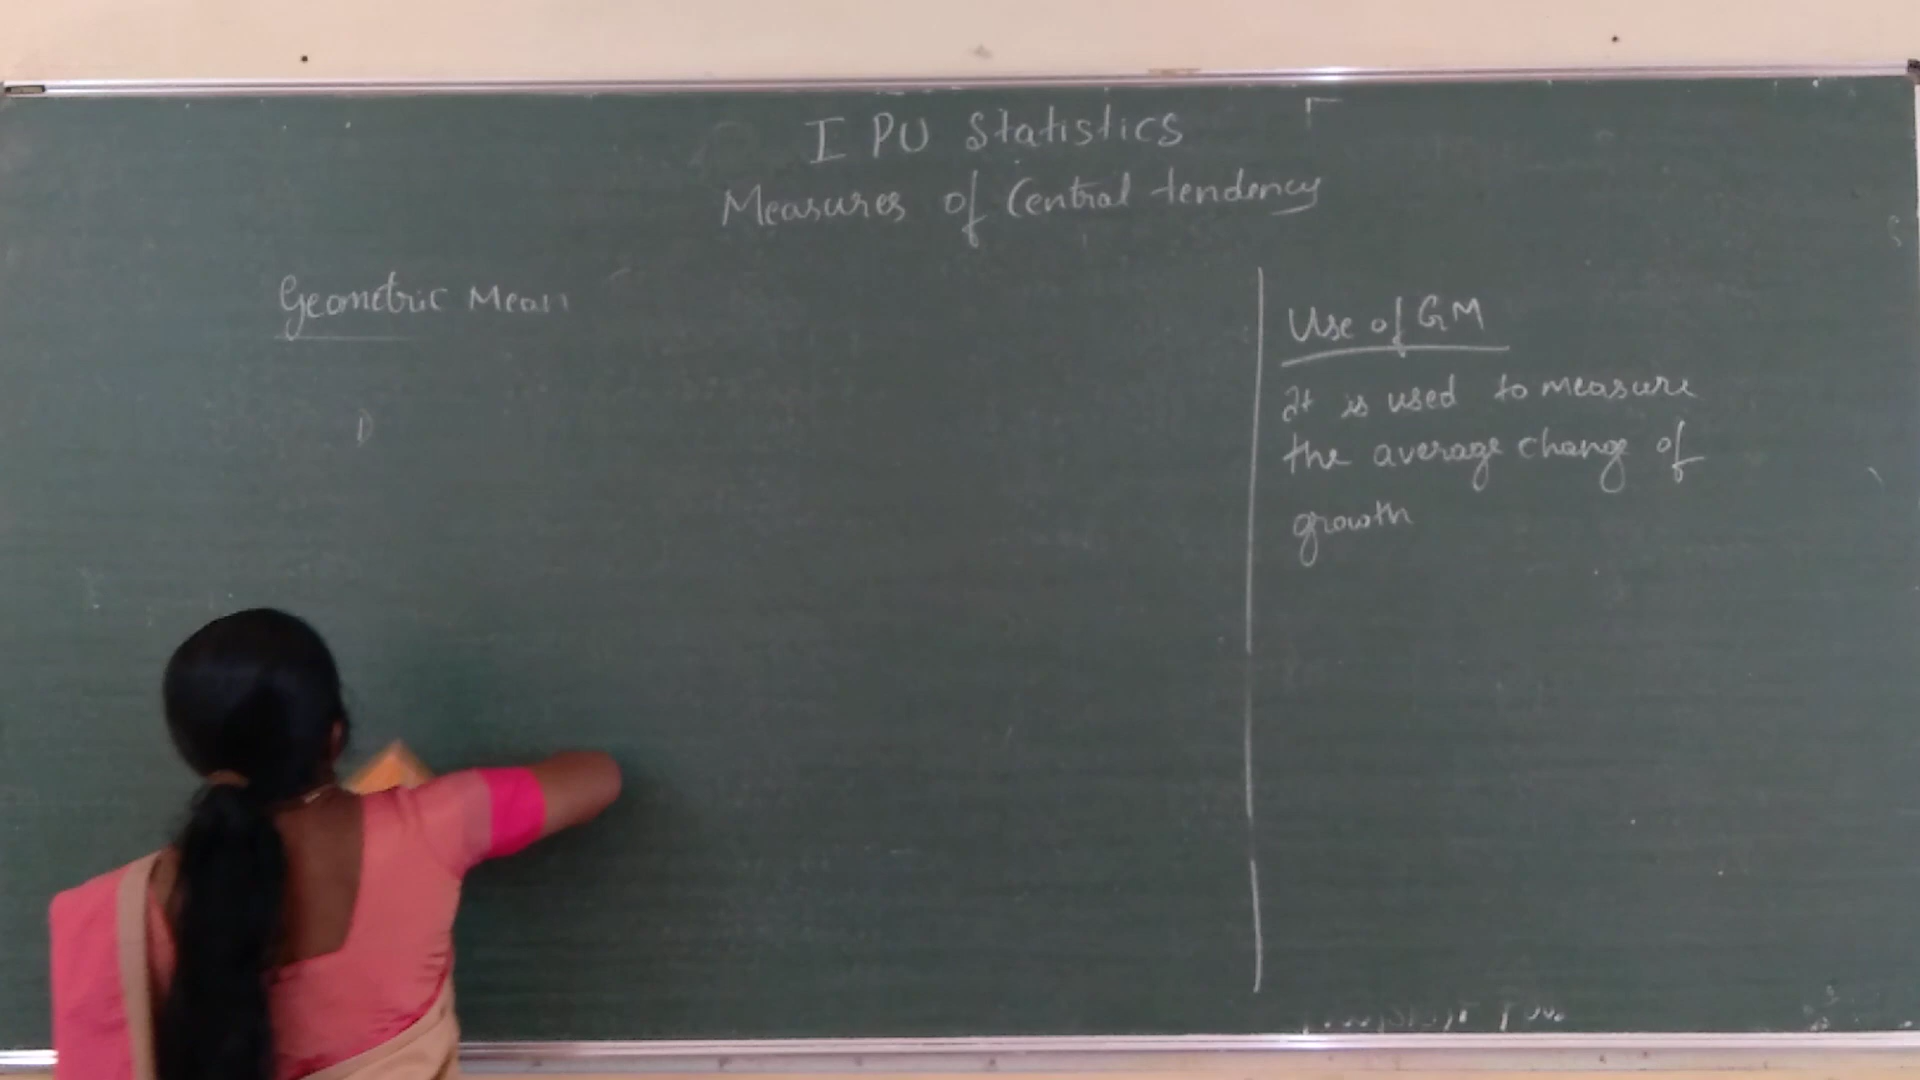 I PU Statistics
Measures of Central tendency
Geometric Mean
1)
Use of GM
It is used to measure
the average change of
growth